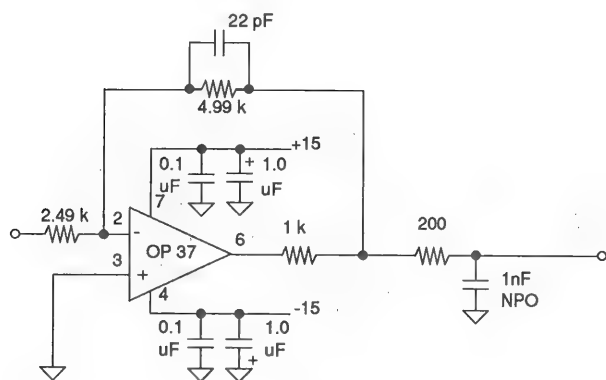 22 pF
4.99 k
+15
0.1
uF
+ 1.0
uF
7
2.49 k
2
-
OP 37
6
1 k
200
3
+
4
1nF
NPO
-15
0.1
uF
1.0
uF
+